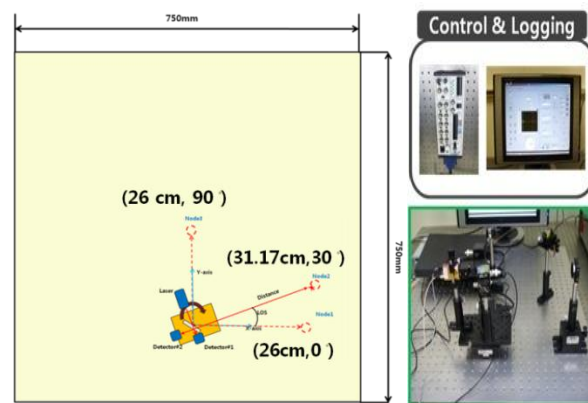 750mm
Control & Logging
(26 cm, 90 °)
Node3
(31.17cm,30 °)
Node2
Y-axis
Laser
Distance
LOS
Node1
X-axis
(26cm,0°)
Detector#2
Detector#1
750mm